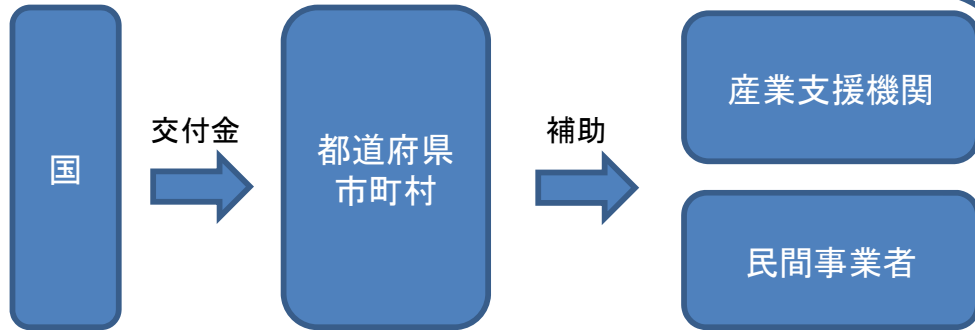 国
交付金
都道府県
市町村
補助
産業支援機関
民間事業者